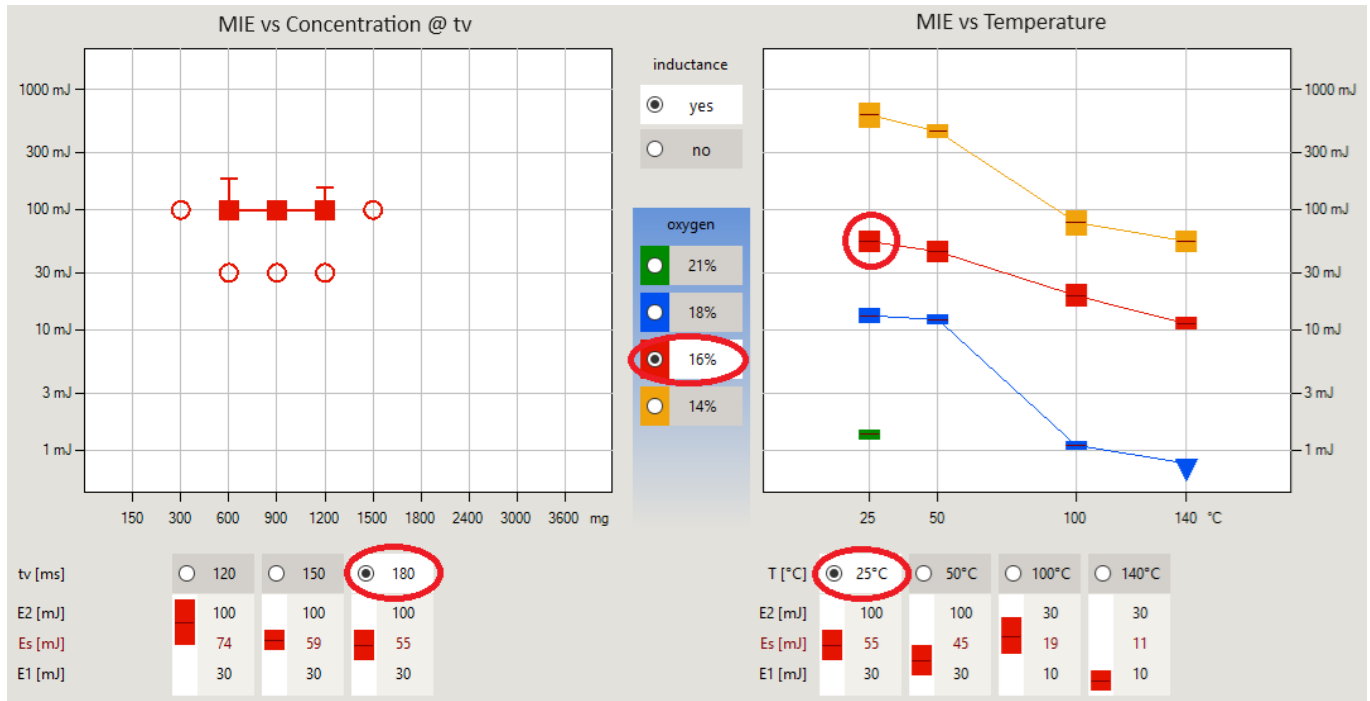 MIE vs Concentration @ tv
1000 mJ
300 mJ
100 mJ
30 mJ
10 mJ
3 mJ
1 mJ
150 300 600 900 1200 1500 1800 2400 3000 3600 mg
tv [ms] 120 150 180
E2 [mJ] 100 100 100
Es [mJ] 74 59 55
E1 [mJ] 30 30 30
inductance
yes
no
oxygen
21%
18%
16%
14%
MIE vs Temperature
1000 mJ
300 mJ
100 mJ
30 mJ
10 mJ
3 mJ
1 mJ
25 50 100 140 °C
T [°C] 25°C 50°C 100°C 140°C
E2 [mJ] 100 100 30 30
Es [mJ] 55 45 19 11
E1 [mJ] 30 30 10 10